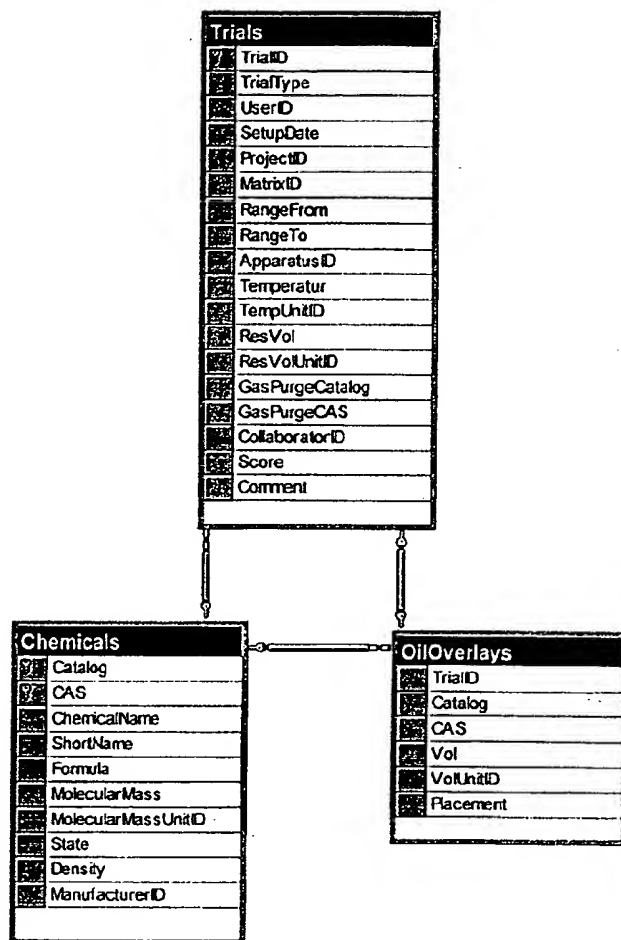 Trials
TrialID
TrialType
UserID
SetupDate
ProjectID
MatrixID
RangeFrom
RangeTo
ApparatusID
Temperatur
TempUnitID
ResVol
ResVolUnitID
GasPurgeCatalog
GasPurgeCAS
CollaboratorID
Score
Comment
Chemicals
Catalog
CAS
ChemicalName
ShortName
Formula
MolecularMass
MolecularMassUnitID
State
Density
ManufacturerID
OilOverlays
TrialID
Catalog
CAS
Vol
VolUnitID
Placement